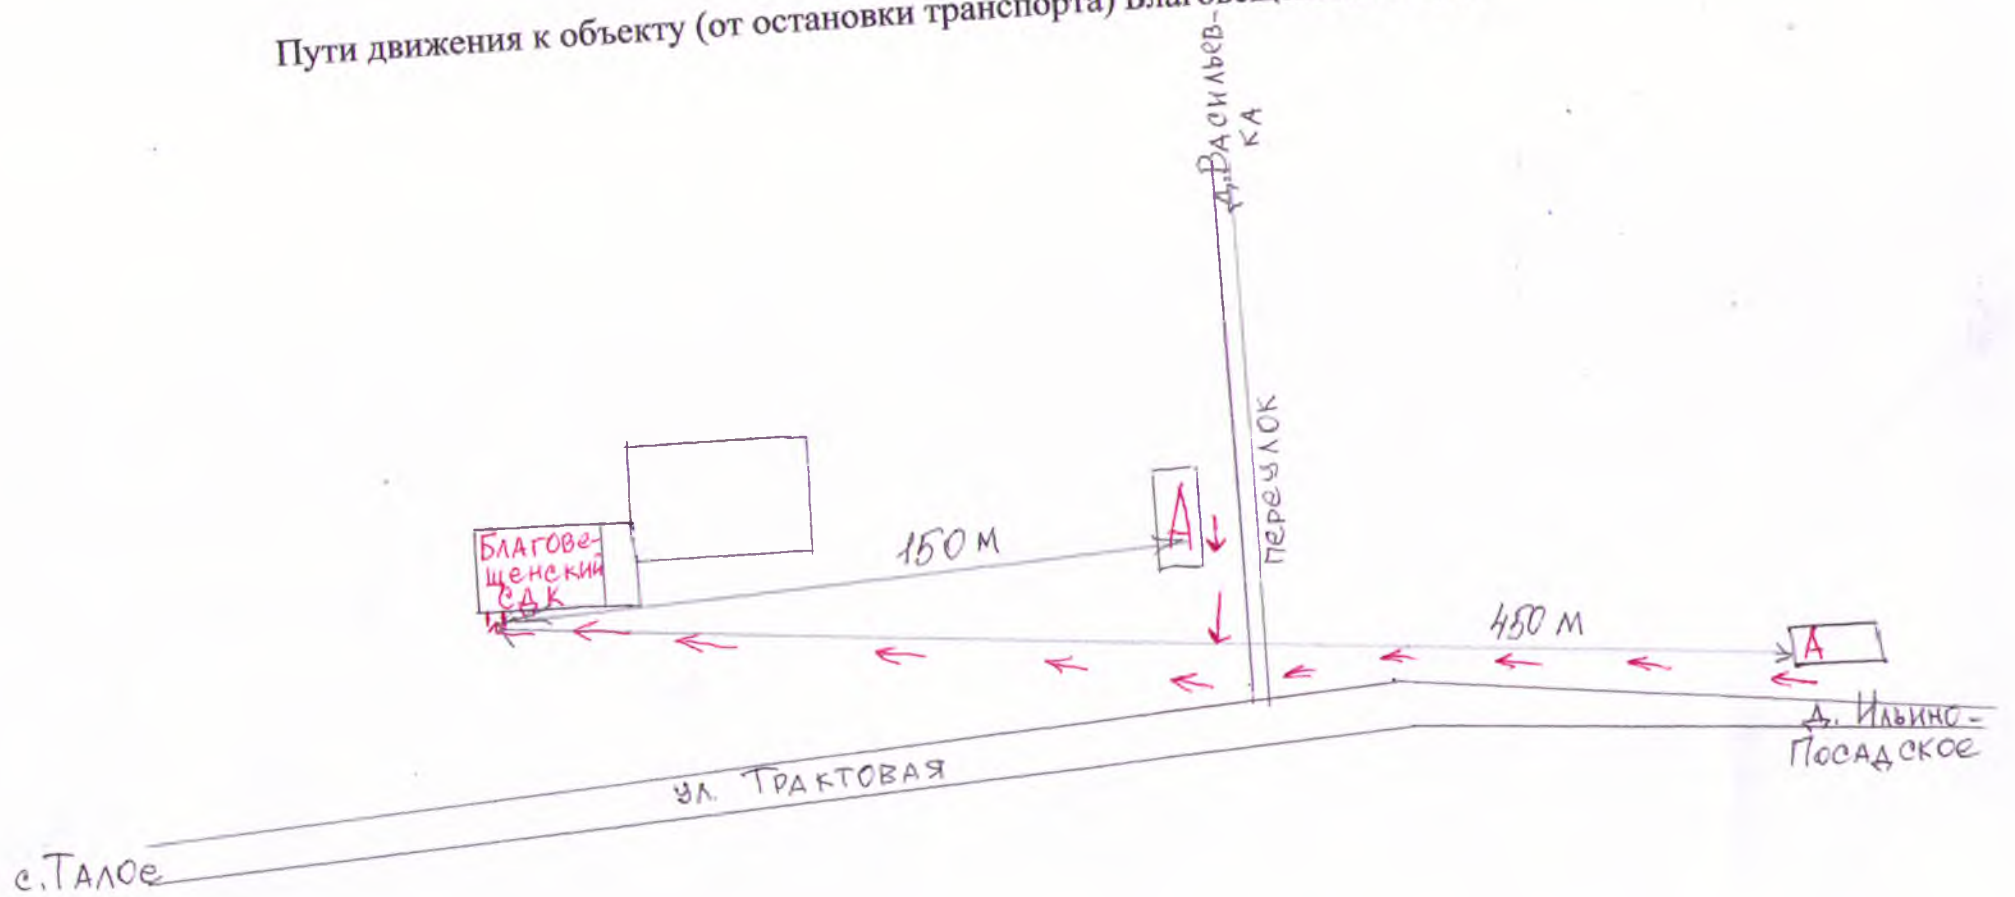 Пути движения к объекту (от остановки транспорта)
д. Васильев-
ка
переулок
Благове-
щенский
СДК
150 м
А
450 м
А
д. Ильино-
Посадское
ул. Трактовая
с. Талое